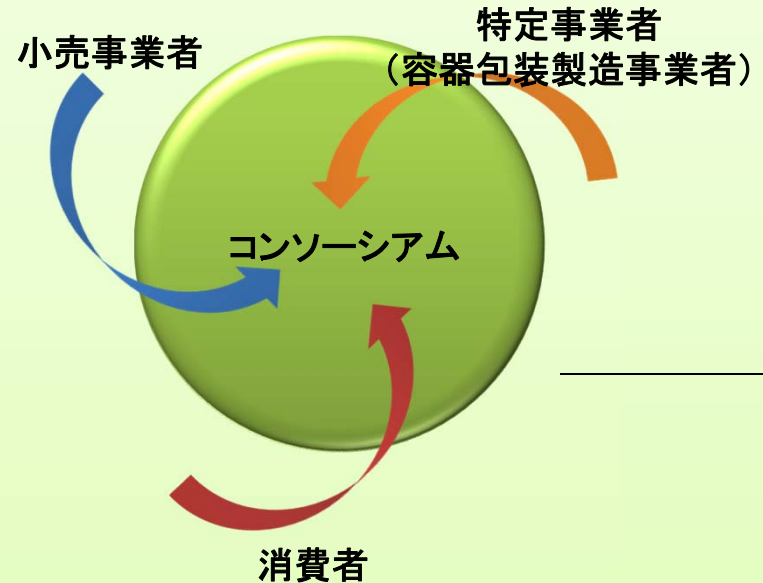 小売事業者
特定事業者
（容器包装製造事業者）
コンソーシアム
消費者